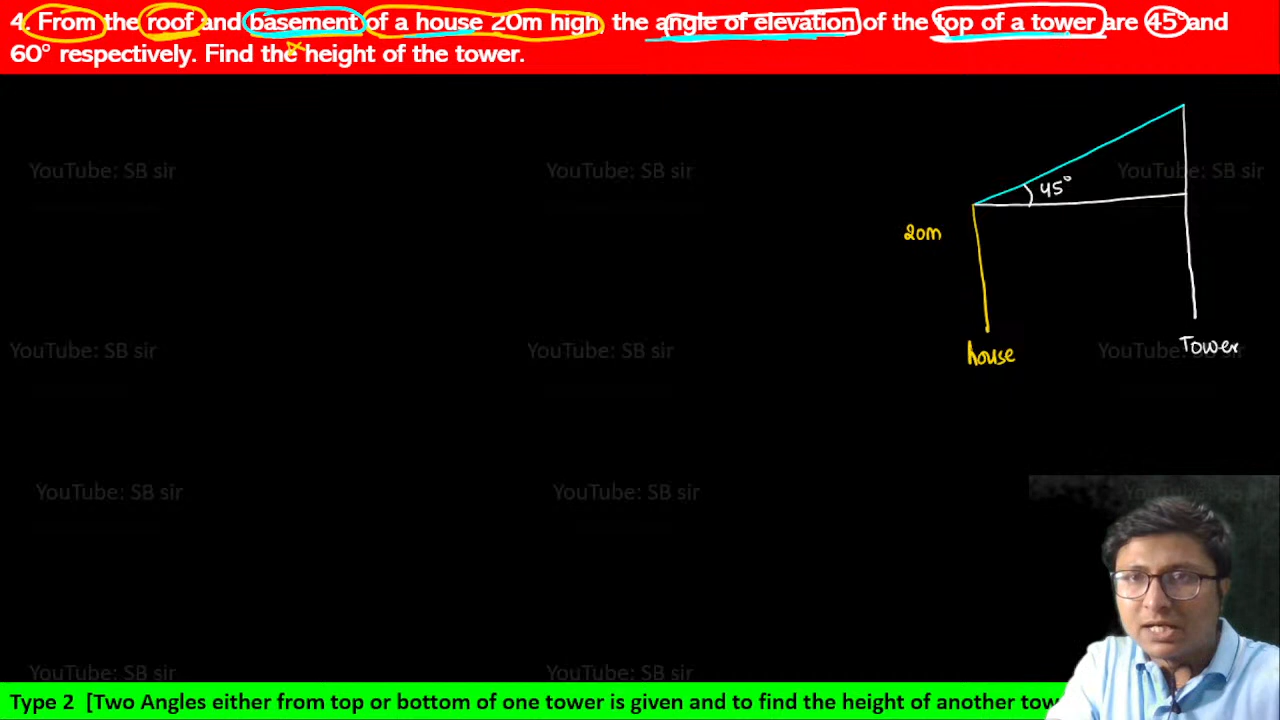 4. From the roof and basement of a house 20m high, the angle of elevation of the top of a tower are 45° and
60° respectively. Find the height of the tower.
YouTube: SB sir YouTube: SB sir YouTube: SB sir
45°
20m
YouTube: SB sir YouTube: SB sir YouTube: SB sir
house
Tower
YouTube: SB sir YouTube: SB sir
YouTube: SB sir YouTube: SB sir
Type 2 [Two Angles either from top or bottom of one tower is given and to find the height of another